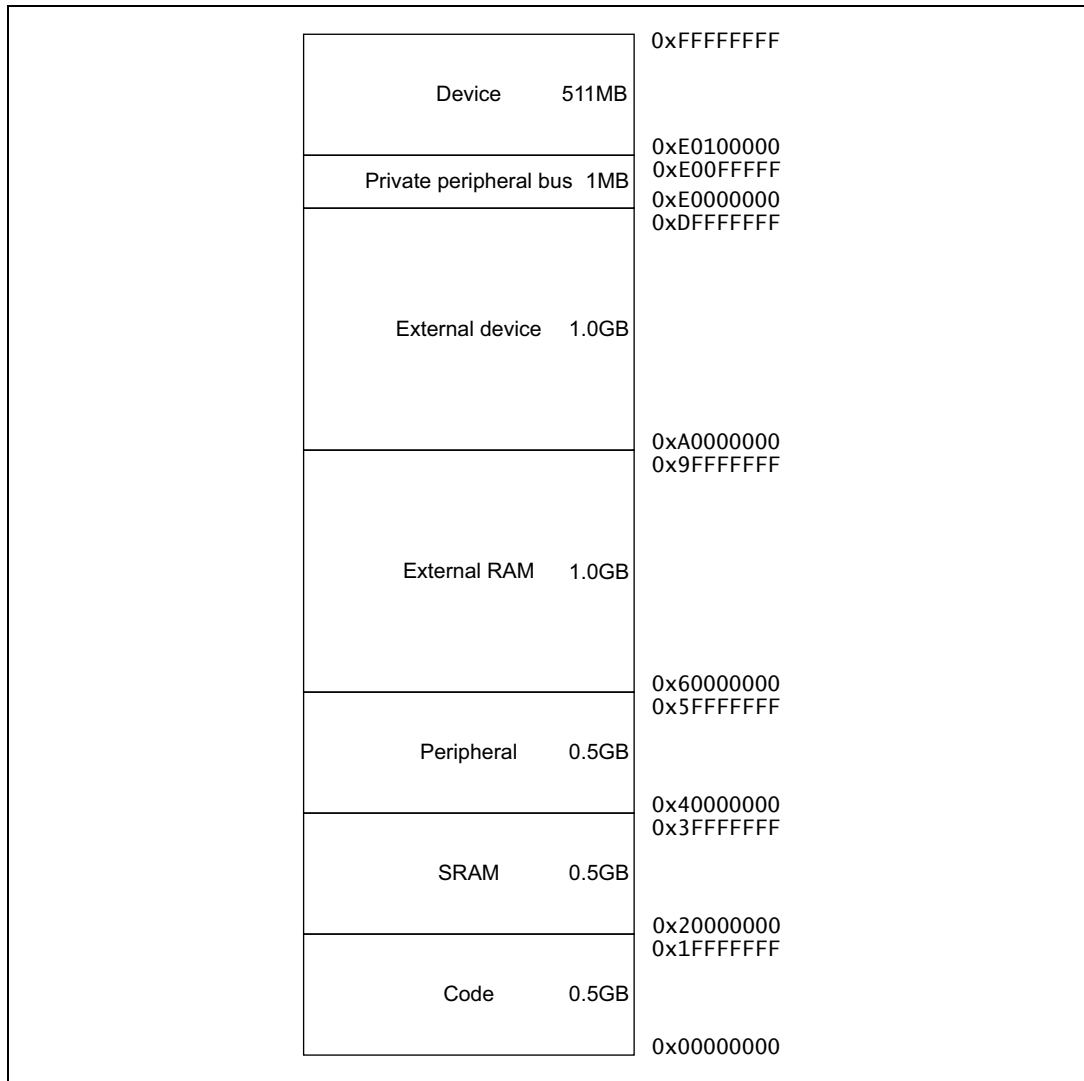 0xFFFFFFFF
Device 511MB
0xE0100000
0xE00FFFFF
Private peripheral bus 1MB
0xE0000000
0xDFFFFFFF
External device 1.0GB
0xA0000000
0x9FFFFFFF
External RAM 1.0GB
0x60000000
0x5FFFFFFF
Peripheral 0.5GB
0x40000000
0x3FFFFFFF
SRAM 0.5GB
0x20000000
0x1FFFFFFF
Code 0.5GB
0x00000000